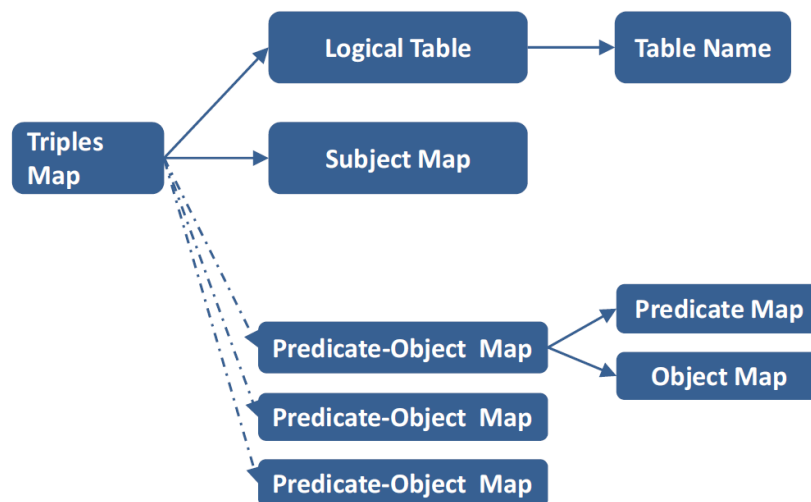 Logical Table
Table Name
Triples
Map
Subject Map
Predicate-Object Map
Predicate Map
Object Map
Predicate-Object Map
Predicate-Object Map